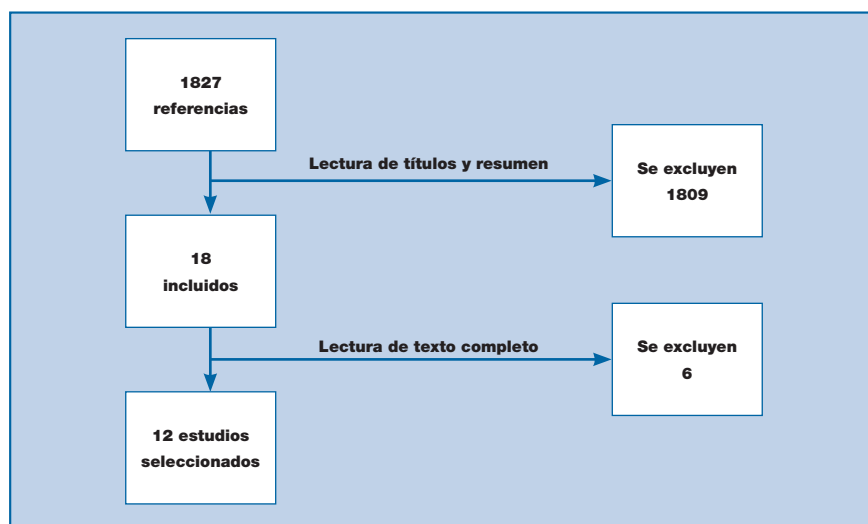 1827
referencias
Lectura de títulos y resumen
Se excluyen
1809
18
incluidos
Lectura de texto completo
Se excluyen
6
12 estudios
seleccionados